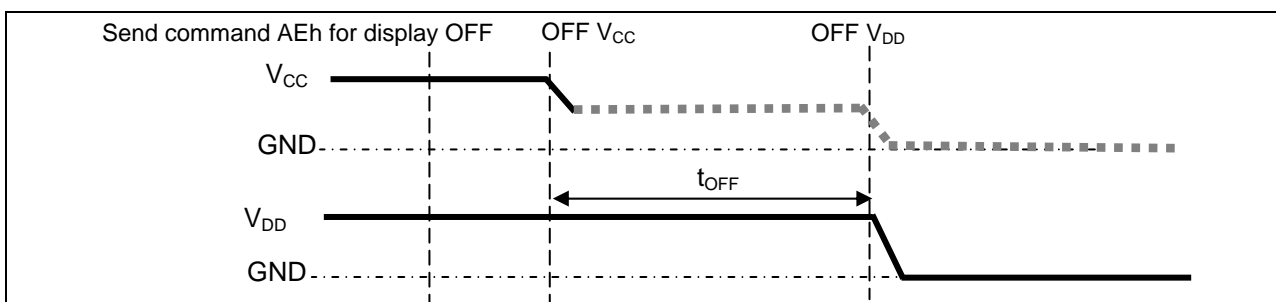 Send command AEh for display OFF OFF VCC OFF VDD
VCC
GND
tOFF
VDD
GND